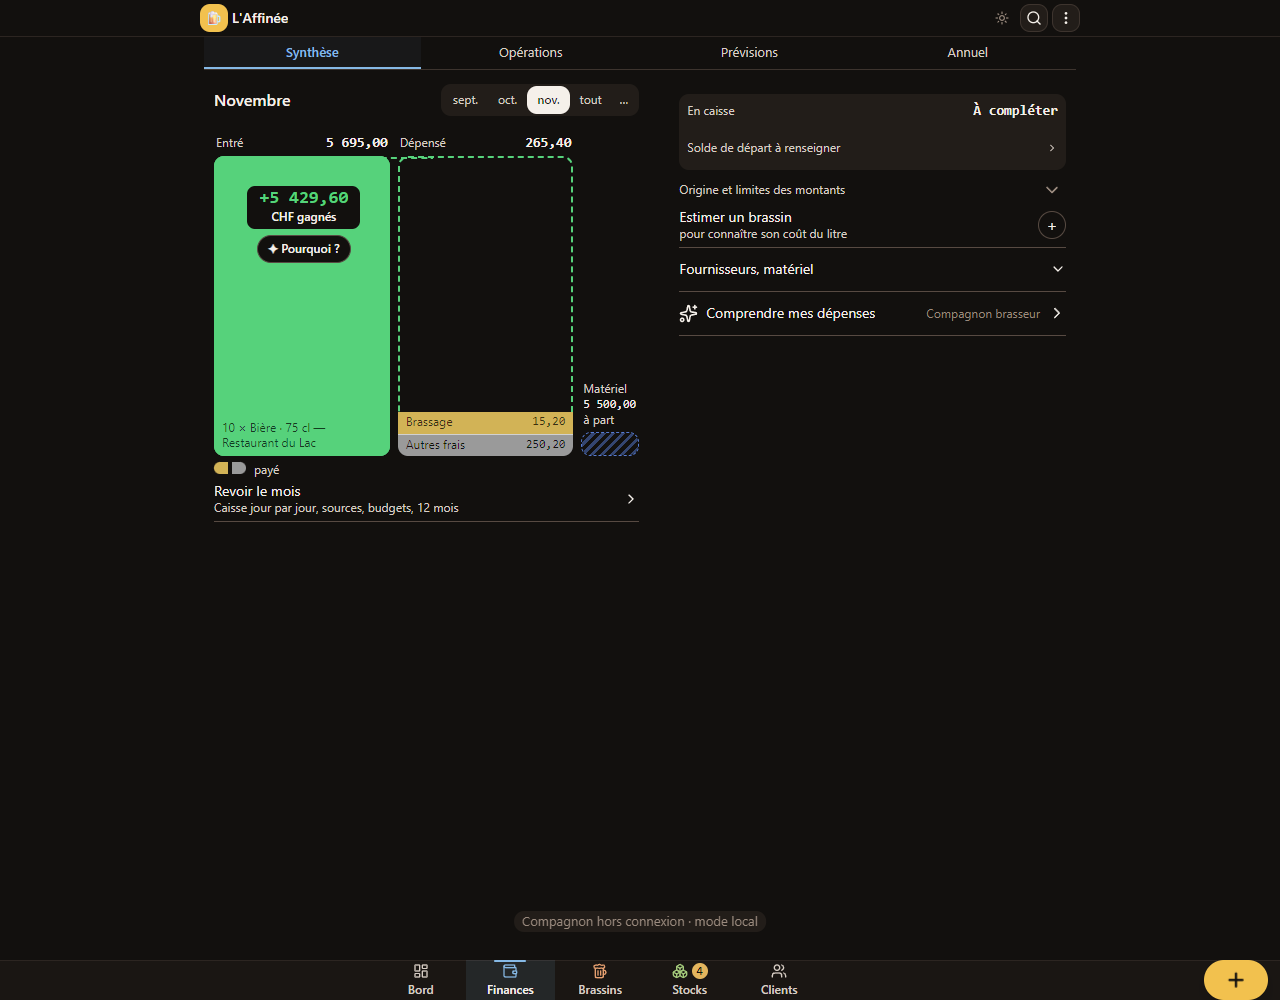 L'Affinée
Synthèse
Opérations
Prévisions
Annuel
Novembre
sept.
oct.
nov.
tout
...
Entré 5 695,00
Dépensé 265,40
+5 429,60
CHF gagnés
✦ Pourquoi ?
10 × Bière · 75 cl —
Restaurant du Lac
Brassage 15,20
Autres frais 250,20
Matériel
5 500,00
à part
payé
Revoir le mois
Caisse jour par jour, sources, budgets, 12 mois
En caisse À compléter
Solde de départ à renseigner
Origine et limites des montants
Estimer un brassin
pour connaître son coût du litre
Fournisseurs, matériel
Comprendre mes dépenses Compagnon brasseur
Compagnon hors connexion · mode local
Bord
Finances
Brassins
4
Stocks
Clients